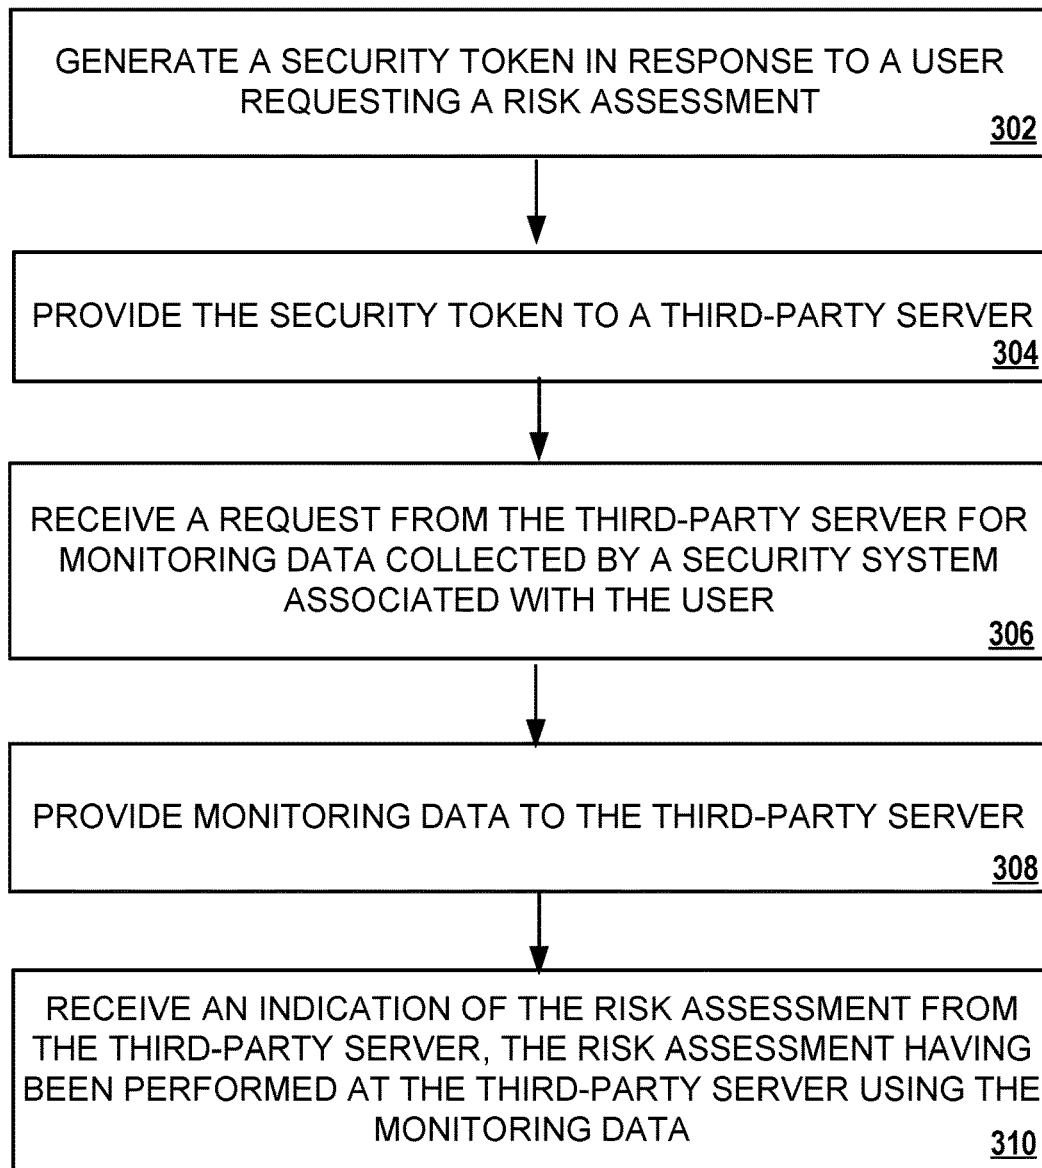 GENERATE A SECURITY TOKEN IN RESPONSE TO A USER
REQUESTING A RISK ASSESSMENT
302
PROVIDE THE SECURITY TOKEN TO A THIRD-PARTY SERVER
304
RECEIVE A REQUEST FROM THE THIRD-PARTY SERVER FOR
MONITORING DATA COLLECTED BY A SECURITY SYSTEM
ASSOCIATED WITH THE USER
306
PROVIDE MONITORING DATA TO THE THIRD-PARTY SERVER
308
RECEIVE AN INDICATION OF THE RISK ASSESSMENT FROM
THE THIRD-PARTY SERVER, THE RISK ASSESSMENT HAVING
BEEN PERFORMED AT THE THIRD-PARTY SERVER USING THE
MONITORING DATA
310